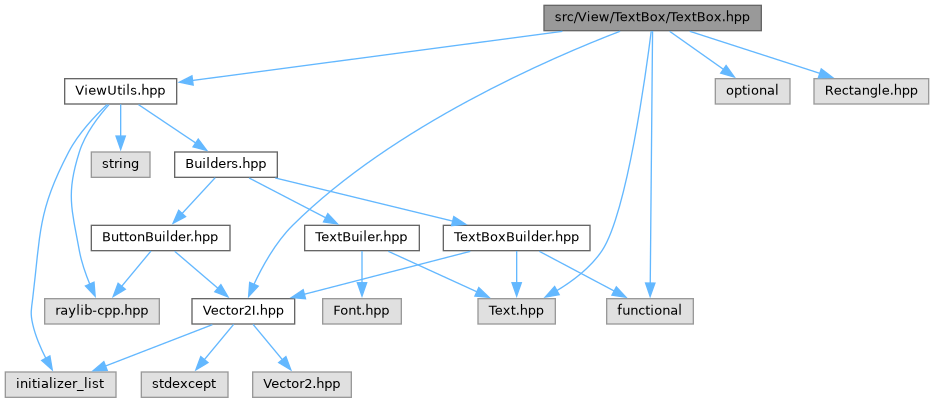 src/View/TextBox/TextBox.hpp
ViewUtils.hpp
optional
Rectangle.hpp
string
Builders.hpp
ButtonBuilder.hpp
TextBuiler.hpp
TextBoxBuilder.hpp
raylib-cpp.hpp
Vector2I.hpp
Font.hpp
Text.hpp
functional
initializer_list
stdexcept
Vector2.hpp